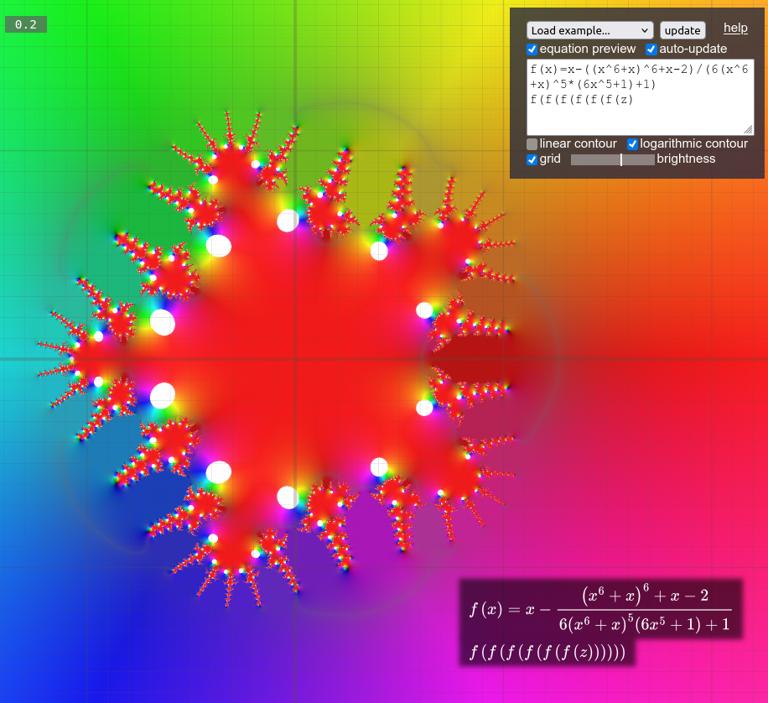 0.2
Load example...
update
help
equation preview
auto-update
f(x)=x-((x^6+x)^6+x-2)/(6(x^6
+x)^5*(6x^5+1)+1)
f(f(f(f(f(f(z)
linear contour
logarithmic contour
grid
brightness
f(x) = x − ((x^6 + x)^6 + x − 2) / (6(x^6 + x)^5(6x^5 + 1) + 1)
f(f(f(f(f(f(z))))))